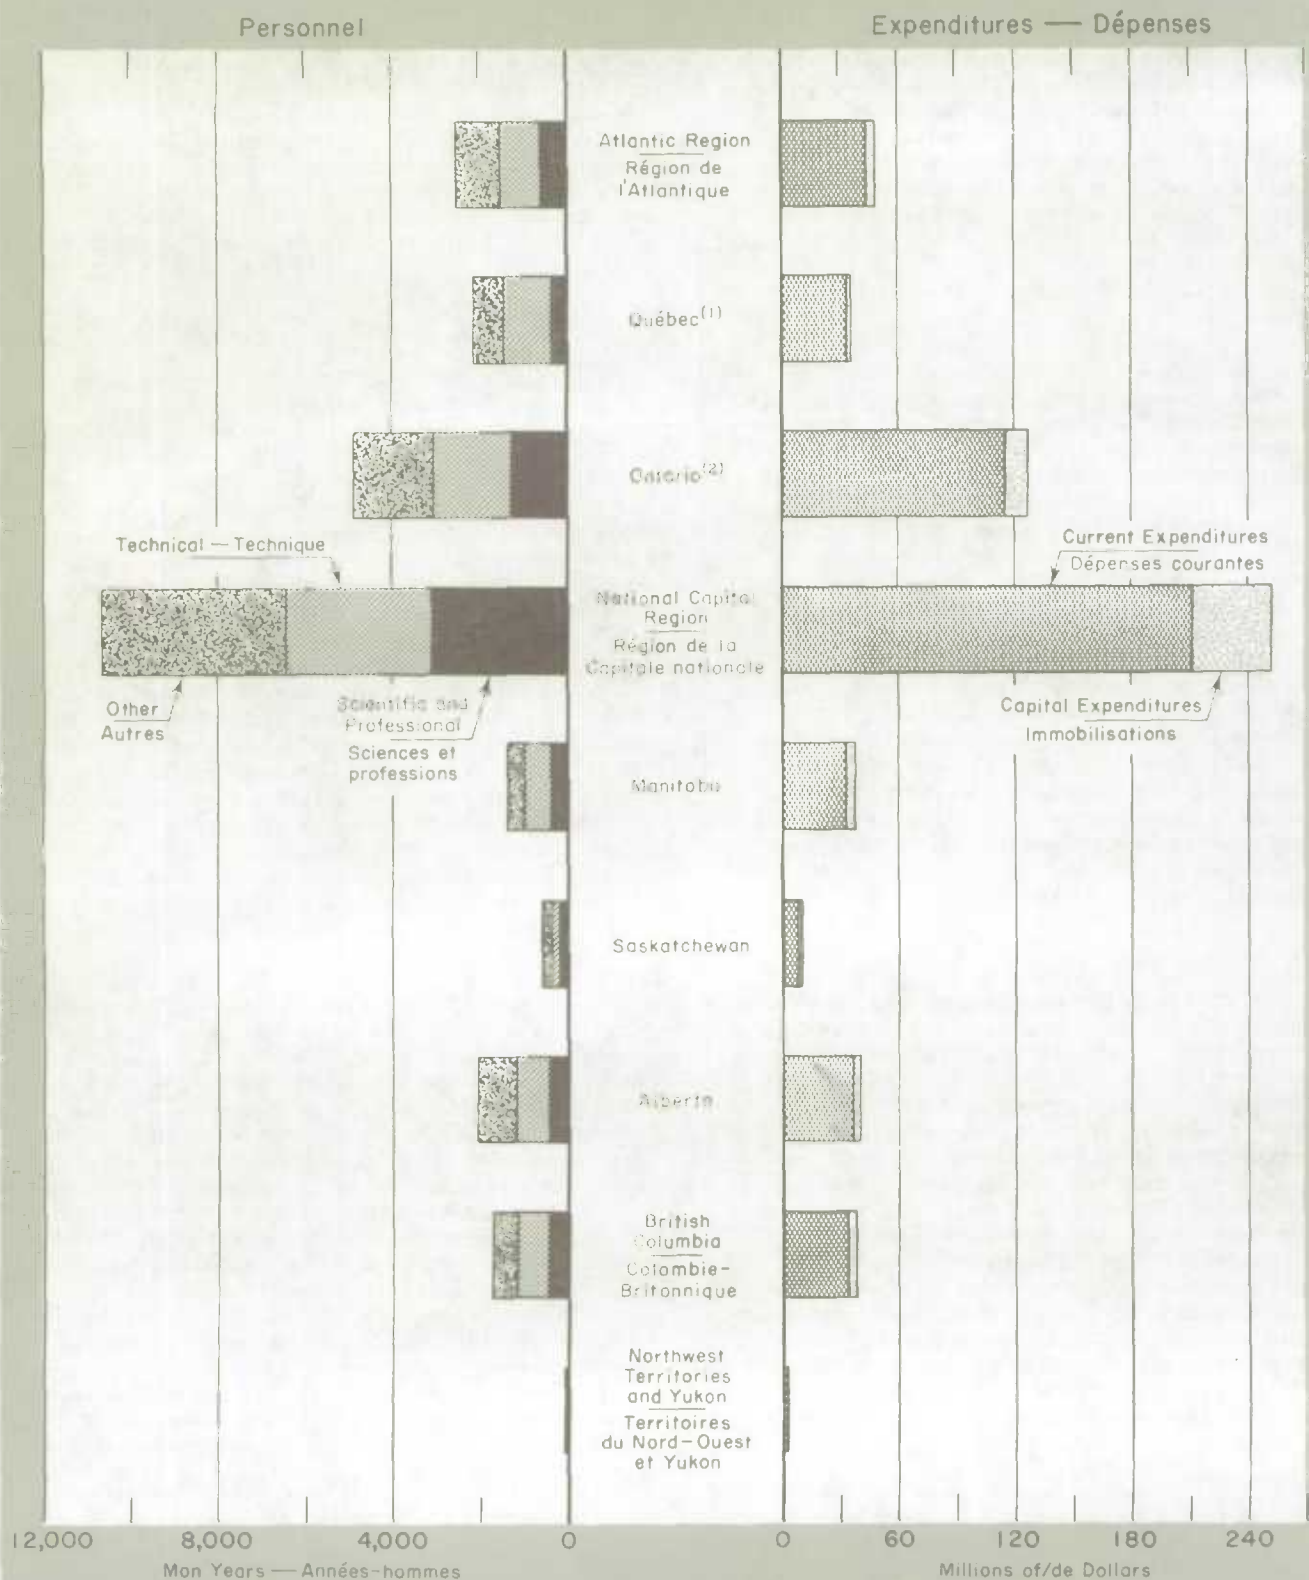 Personnel
Expenditures — Dépenses
Atlantic Region
Région de
l'Atlantique
Québec(1)
Ontario(2)
Technical — Technique
Current Expenditures
Dépenses courantes
National Capital
Region
Région de la
Capitale nationale
Other
Autres
Scientific and
Professional
Sciences et
professions
Capital Expenditures
Immobilisations
Manitoba
Saskatchewan
Alberta
British
Columbia
Colombie-
Britannique
Northwest
Territories
and Yukon
Territoires
du Nord-Ouest
et Yukon
12,000 8,000 4,000 0 0 60 120 180 240
Man Years — Années-hommes
Millions of/de Dollars